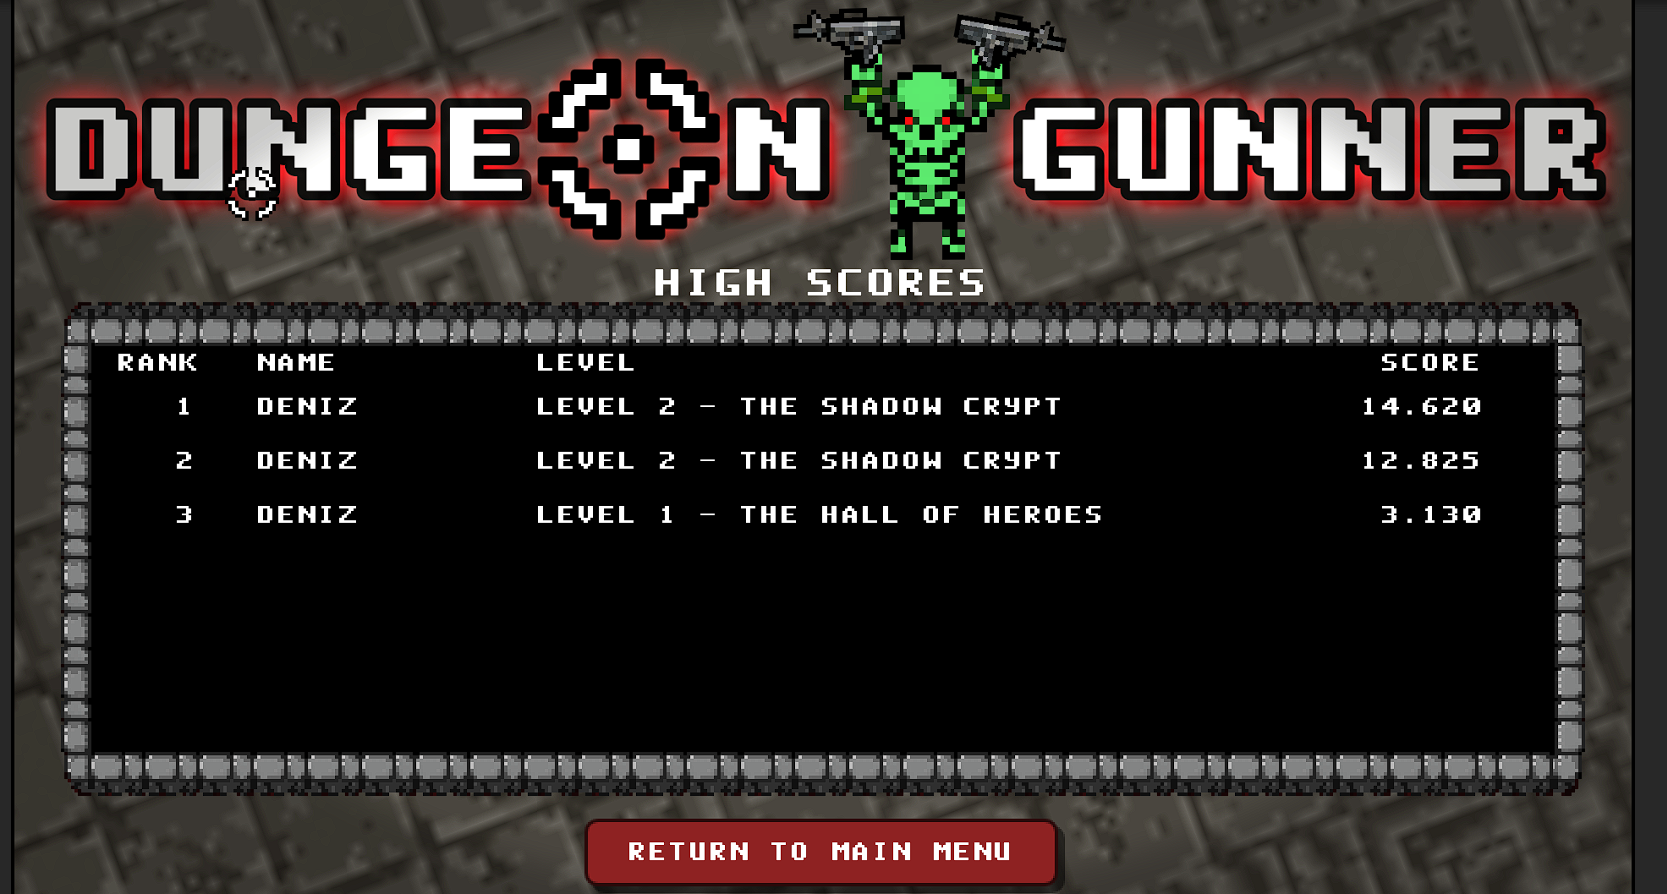 DUNGEON GUNNER
HIGH SCORES
RANK NAME LEVEL SCORE
1 DENIZ LEVEL 2 - THE SHADOW CRYPT 14.620
2 DENIZ LEVEL 2 - THE SHADOW CRYPT 12.825
3 DENIZ LEVEL 1 - THE HALL OF HEROES 3.130
RETURN TO MAIN MENU